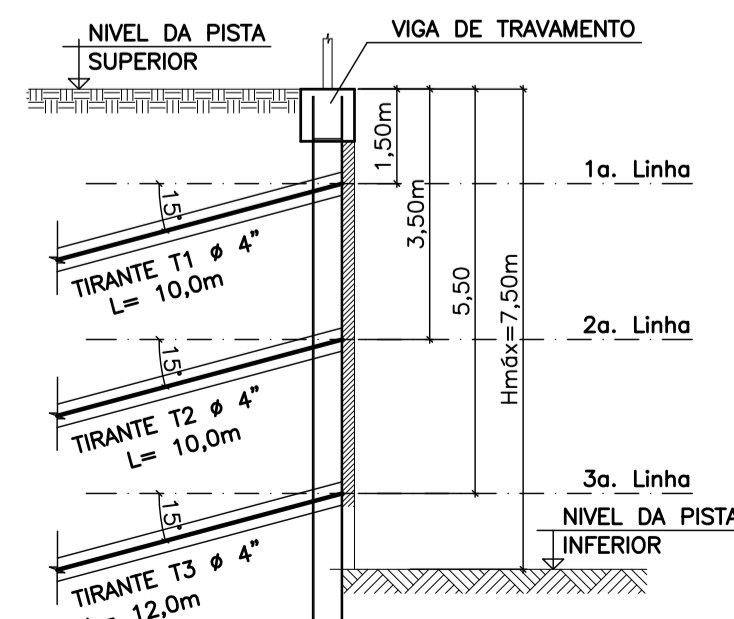 NIVEL DA PISTA
SUPERIOR
VIGA DE TRAVAMENTO
1,50m
3,50m
5,50
Hmáx=7,50m
1a. Linha
15°
TIRANTE T1 ø 4"
L= 10,0m
2a. Linha
15°
TIRANTE T2 ø 4"
L= 10,0m
3a. Linha
15°
TIRANTE T3 ø 4"
12,0m
NIVEL DA PISTA
INFERIOR